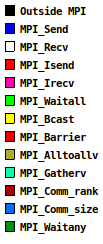 Outside MPI
MPI_Send
MPI_Recv
MPI_Isend
MPI_Irecv
MPI_Waitall
MPI_Bcast
MPI_Barrier
MPI_Alltoallv
MPI_Gatherv
MPI_Comm_rank
MPI_Comm_size
MPI_Waitany